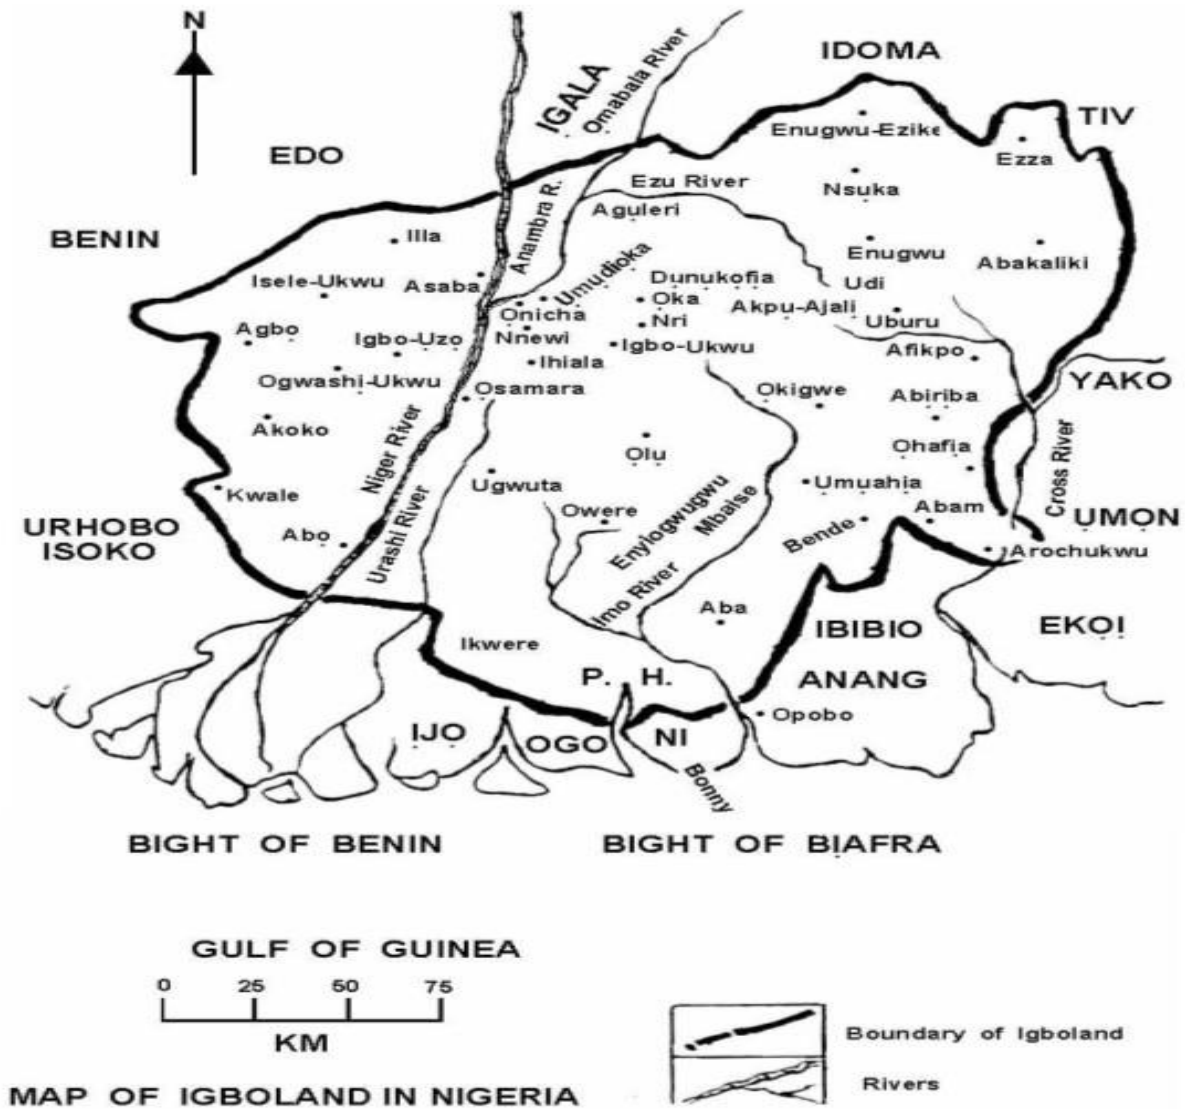 N
IDOMA
IGALA
Omabala River
TIV
Enugwu-Ezike
EDO
Ezza
Ezu River
Nsuka
Anambra R.
Aguleri
BENIN
Illa
Enugwu
Abakaliki
Umudioka
Isele-Ukwu
Asaba
Dunukofia
Udi
Oka
Akpu-Ajali
Onicha
Nri
Uburu
Agbo
Igbo-Uzo
Nnewi
Igbo-Ukwu
Afikpo
Ihiala
Ogwashi-Ukwu
Osamara
Okigwe
Abiriba
YAKO
Akoko
Niger River
Olu
Ohafia
Cross River
Kwale
Ugwuta
Umuahia
Owere
Enyiogwugwu
Mbaise
Abam
URHOBO
ISOKO
Abo
Urashi River
Bende
UMON
Arochukwu
Imo River
Aba
IBIBIO
EKOI
Ikwere
P. H.
ANANG
Opobo
IJO
OGO
NI
Bonny
BIGHT OF BENIN
BIGHT OF BIAFRA
GULF OF GUINEA
0 25 50 75
KM
Boundary of Igboland
Rivers
MAP OF IGBOLAND IN NIGERIA